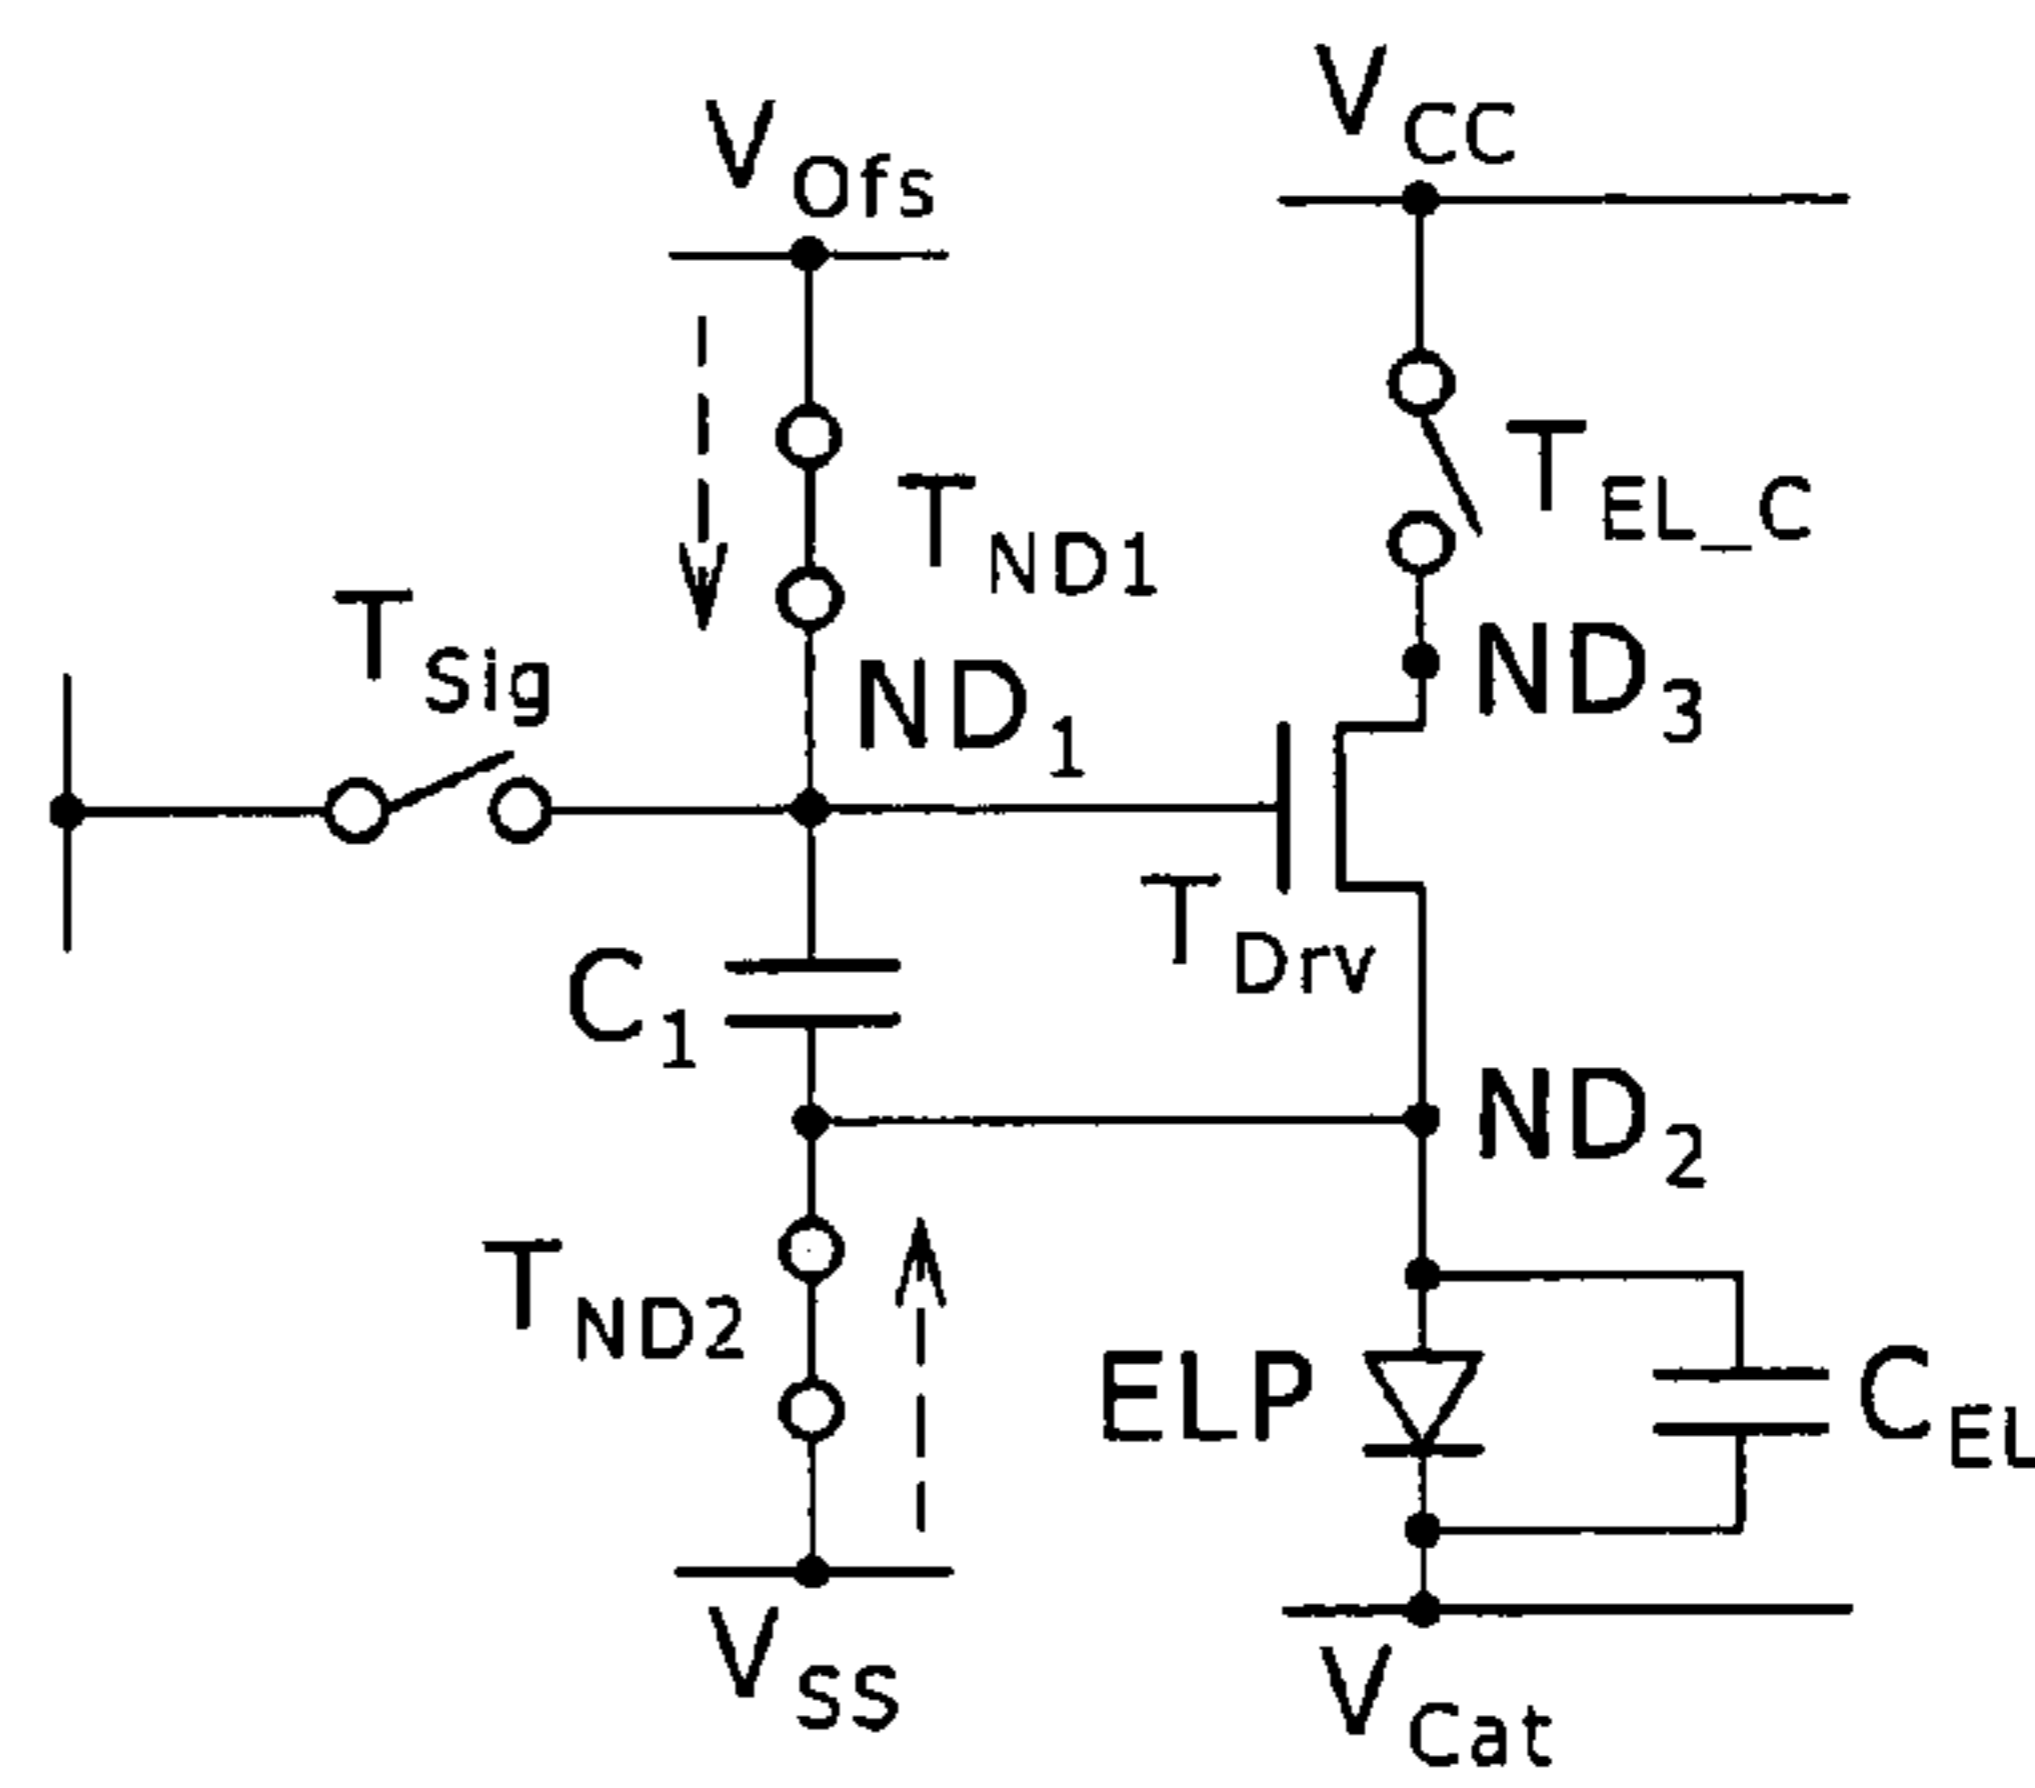 V_CC
V_Ofs
T_EL_C
T_ND1
T_Sig
ND_3
ND_1
T_Drv
C_1
ND_2
T_ND2
ELP
C_EL
V_SS
V_Cat